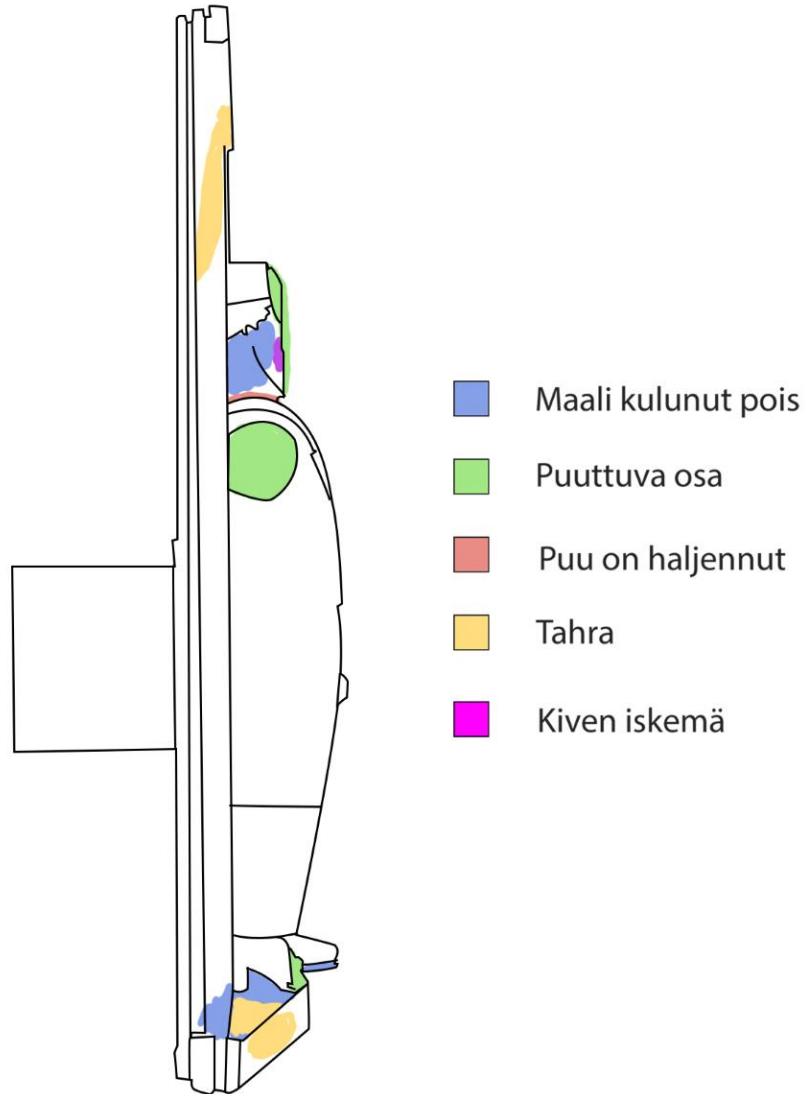 Maali kulunut pois
Puuttuva osa
Puu on haljennut
Tahra
Kiven iskemä